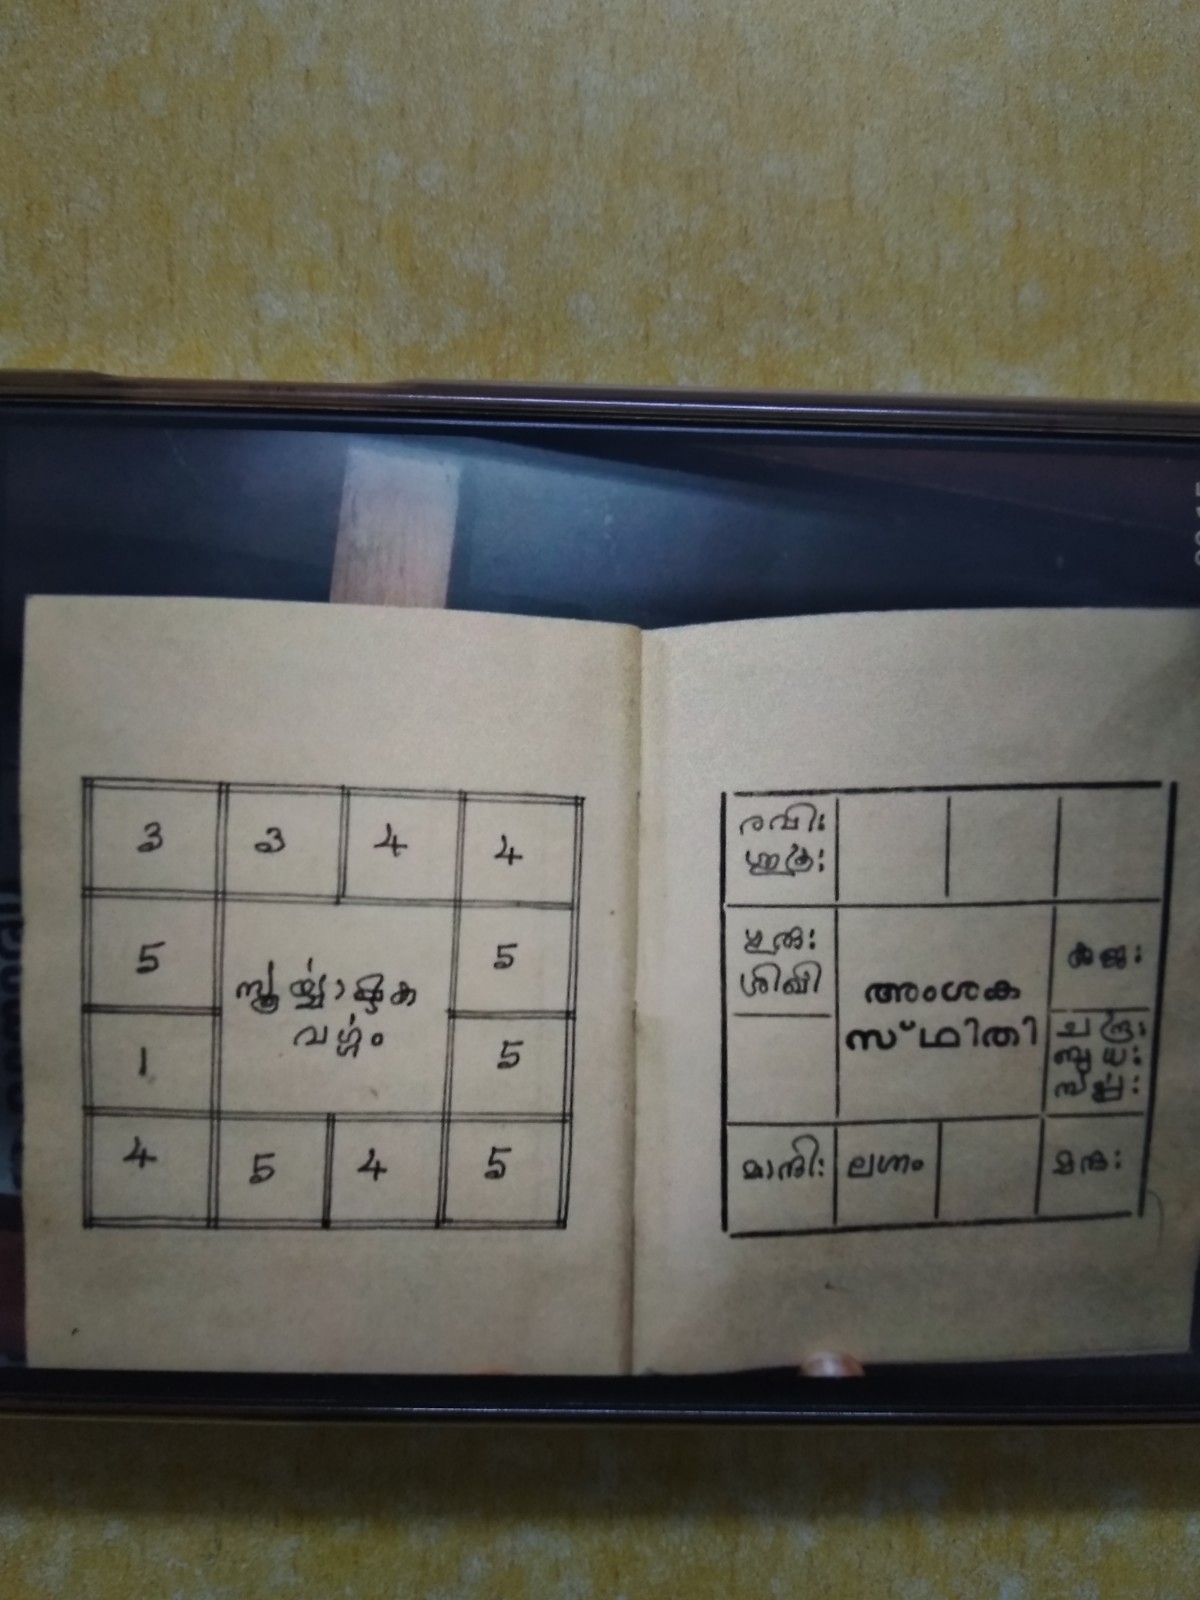 3 3 4 4
5 5
സൂര്യാഷ്ടക
വർഗ്ഗം
1 5
4 5 4 5
രവിഃ
ശുക്രഃ
ഗുരുഃ
ശിഖി
കുജഃ
അംശക
സ്ഥിതി
ചന്ദ്രഃ
ബുധഃ
സർപ്പഃ
മാന്ദിഃ ലഗ്നം മന്ദഃ